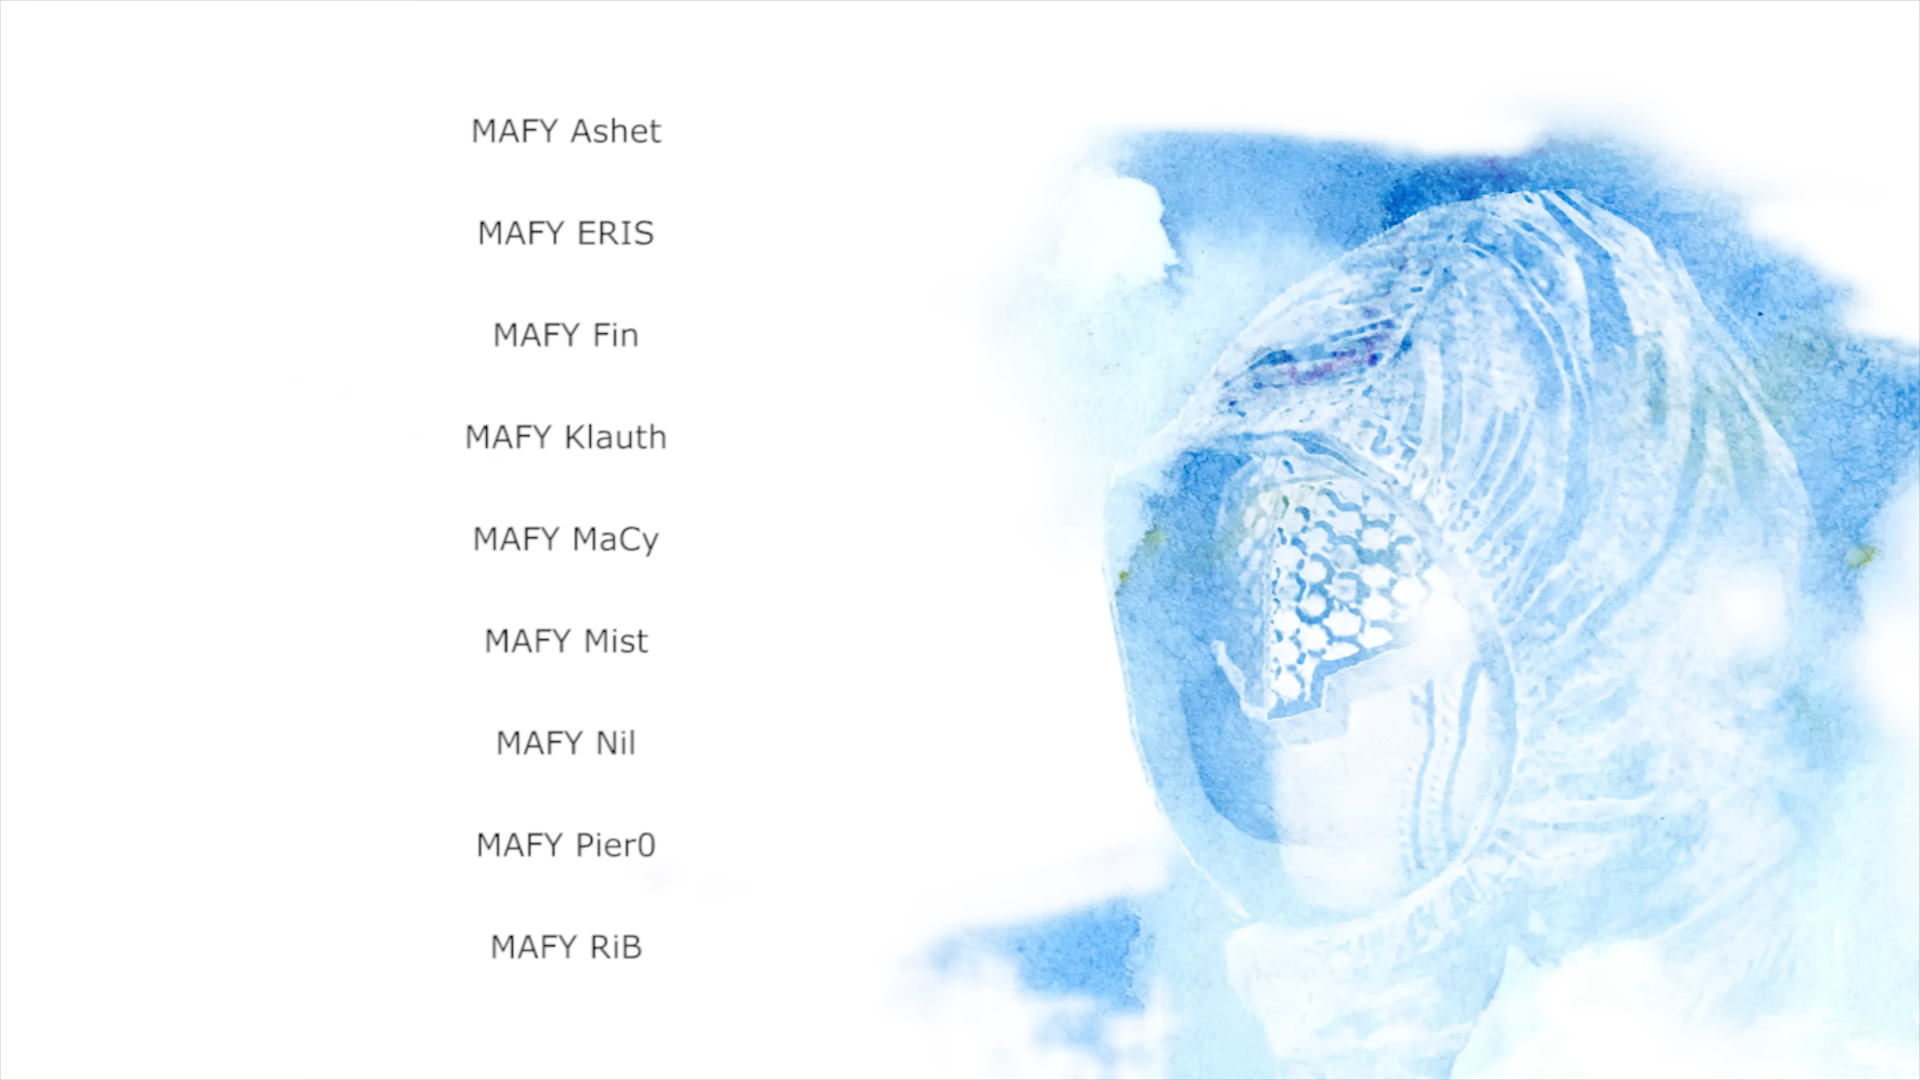 MAFY Ashet
MAFY ERIS
MAFY Fin
MAFY Klauth
MAFY MaCy
MAFY Mist
MAFY Nil
MAFY Pier0
MAFY RiB